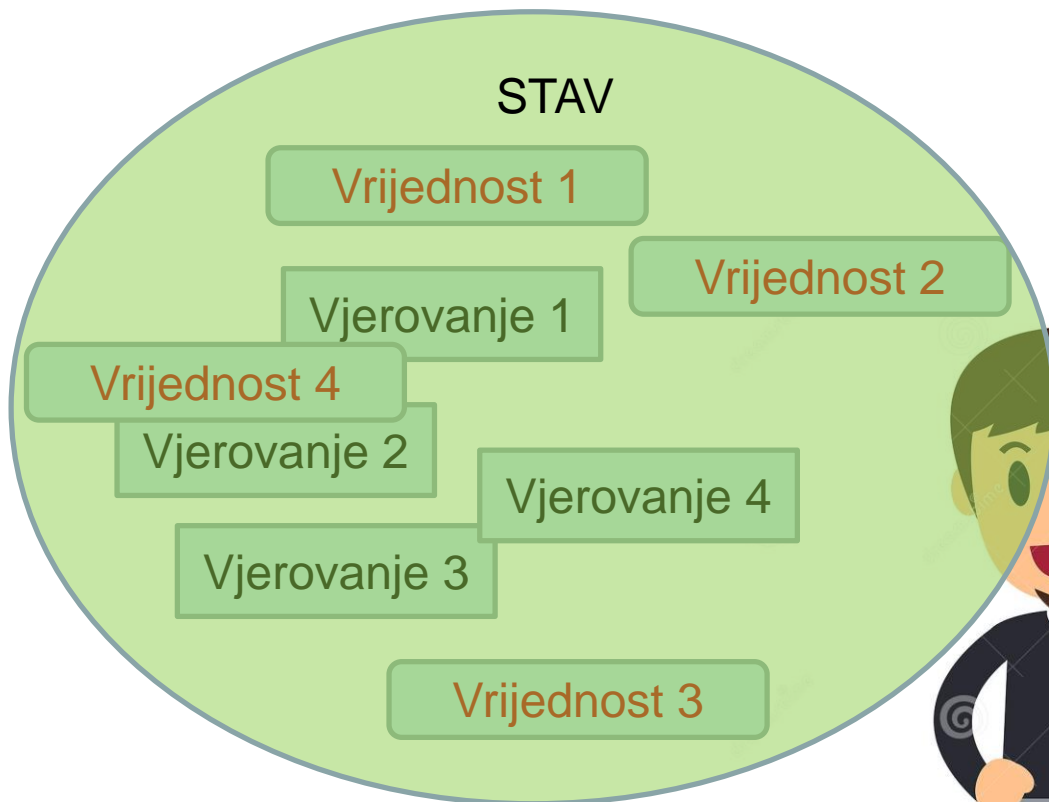 STAV
Vrijednost 1
Vrijednost 2
Vjerovanje 1
Vrijednost 4
Vjerovanje 2
Vjerovanje 4
Vjerovanje 3
Vrijednost 3